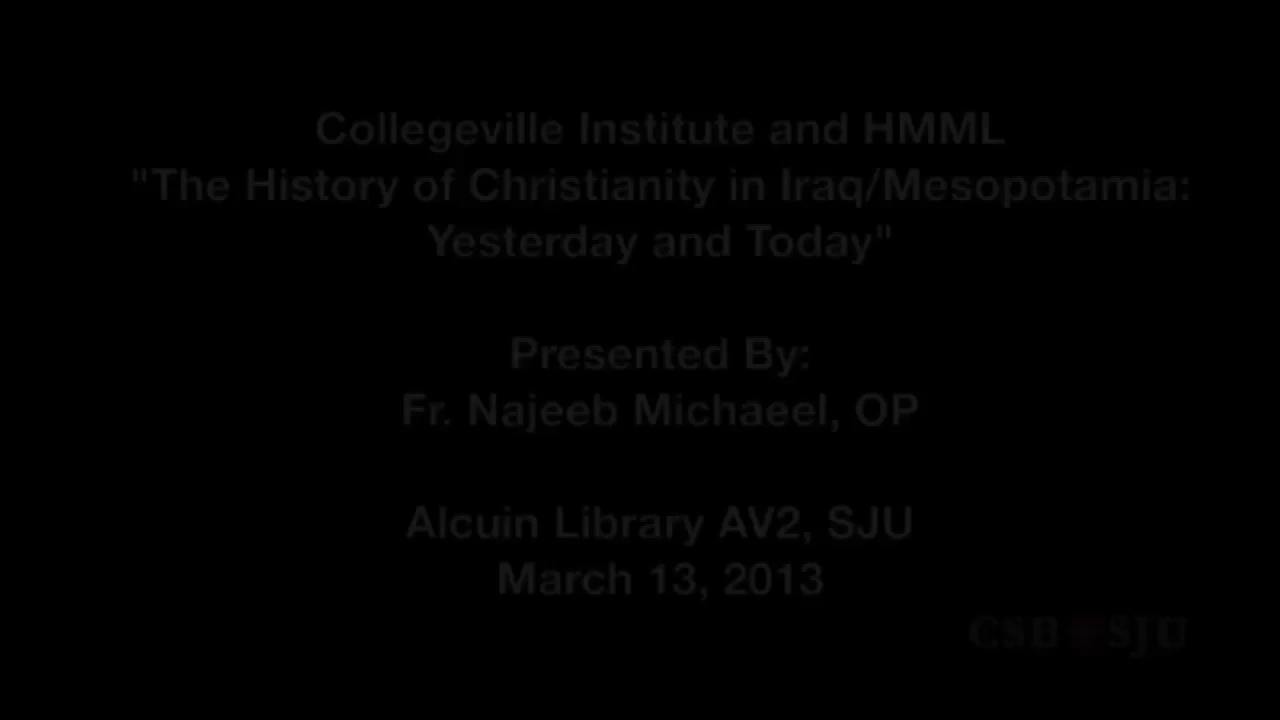 Collegeville Institute and HMML
"The History of Christianity in Iraq/Mesopotamia:
Yesterday and Today"
Presented By:
Fr. Najeeb Michaeel, OP
Alcuin Library AV2, SJU
March 13, 2013
CSB SJU